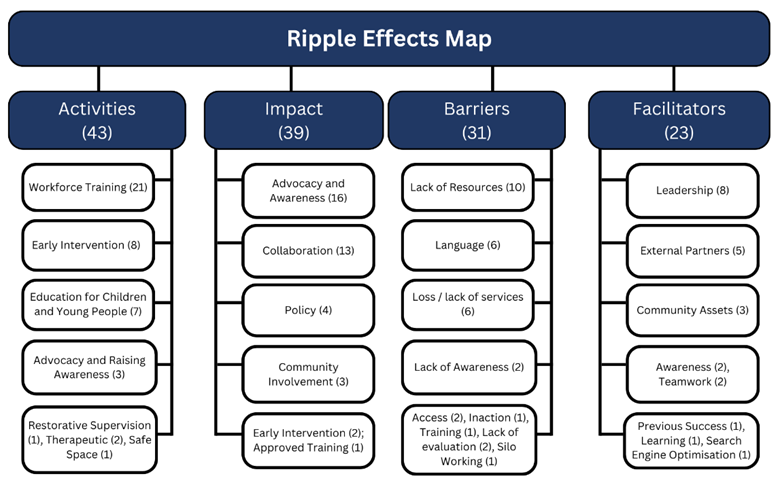 Ripple Effects Map
Activities
(43)
Workforce Training (21)
Early Intervention (8)
Education for Children
and Young People (7)
Advocacy and Raising
Awareness (3)
Restorative Supervision
(1), Therapeutic (2), Safe
Space (1)
Impact
(39)
Advocacy and
Awareness (16)
Collaboration (13)
Policy (4)
Community
Involvement (3)
Early Intervention (2);
Approved Training (1)
Barriers
(31)
Lack of Resources (10)
Language (6)
Loss / lack of services
(6)
Lack of Awareness (2)
Access (2), Inaction (1),
Training (1), Lack of
evaluation (2), Silo
Working (1)
Facilitators
(23)
Leadership (8)
External Partners (5)
Community Assets (3)
Awareness (2),
Teamwork (2)
Previous Success (1),
Learning (1), Search
Engine Optimisation (1)